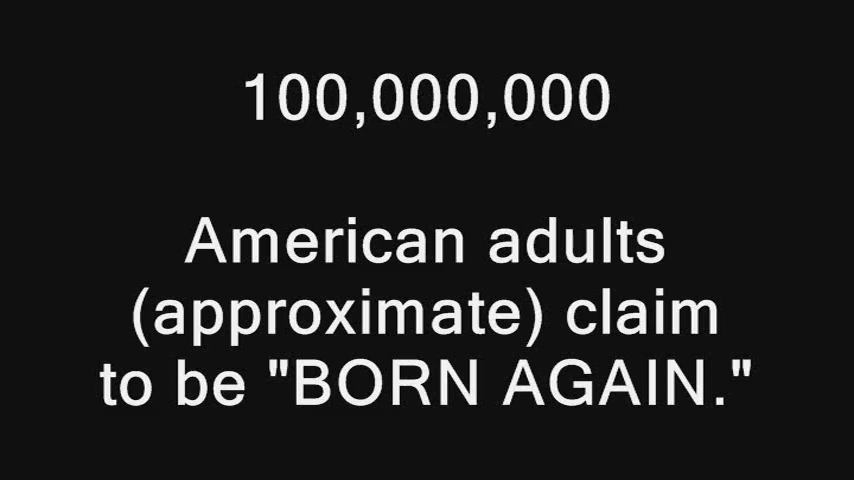 100,000,000
American adults
(approximate) claim
to be "BORN AGAIN."